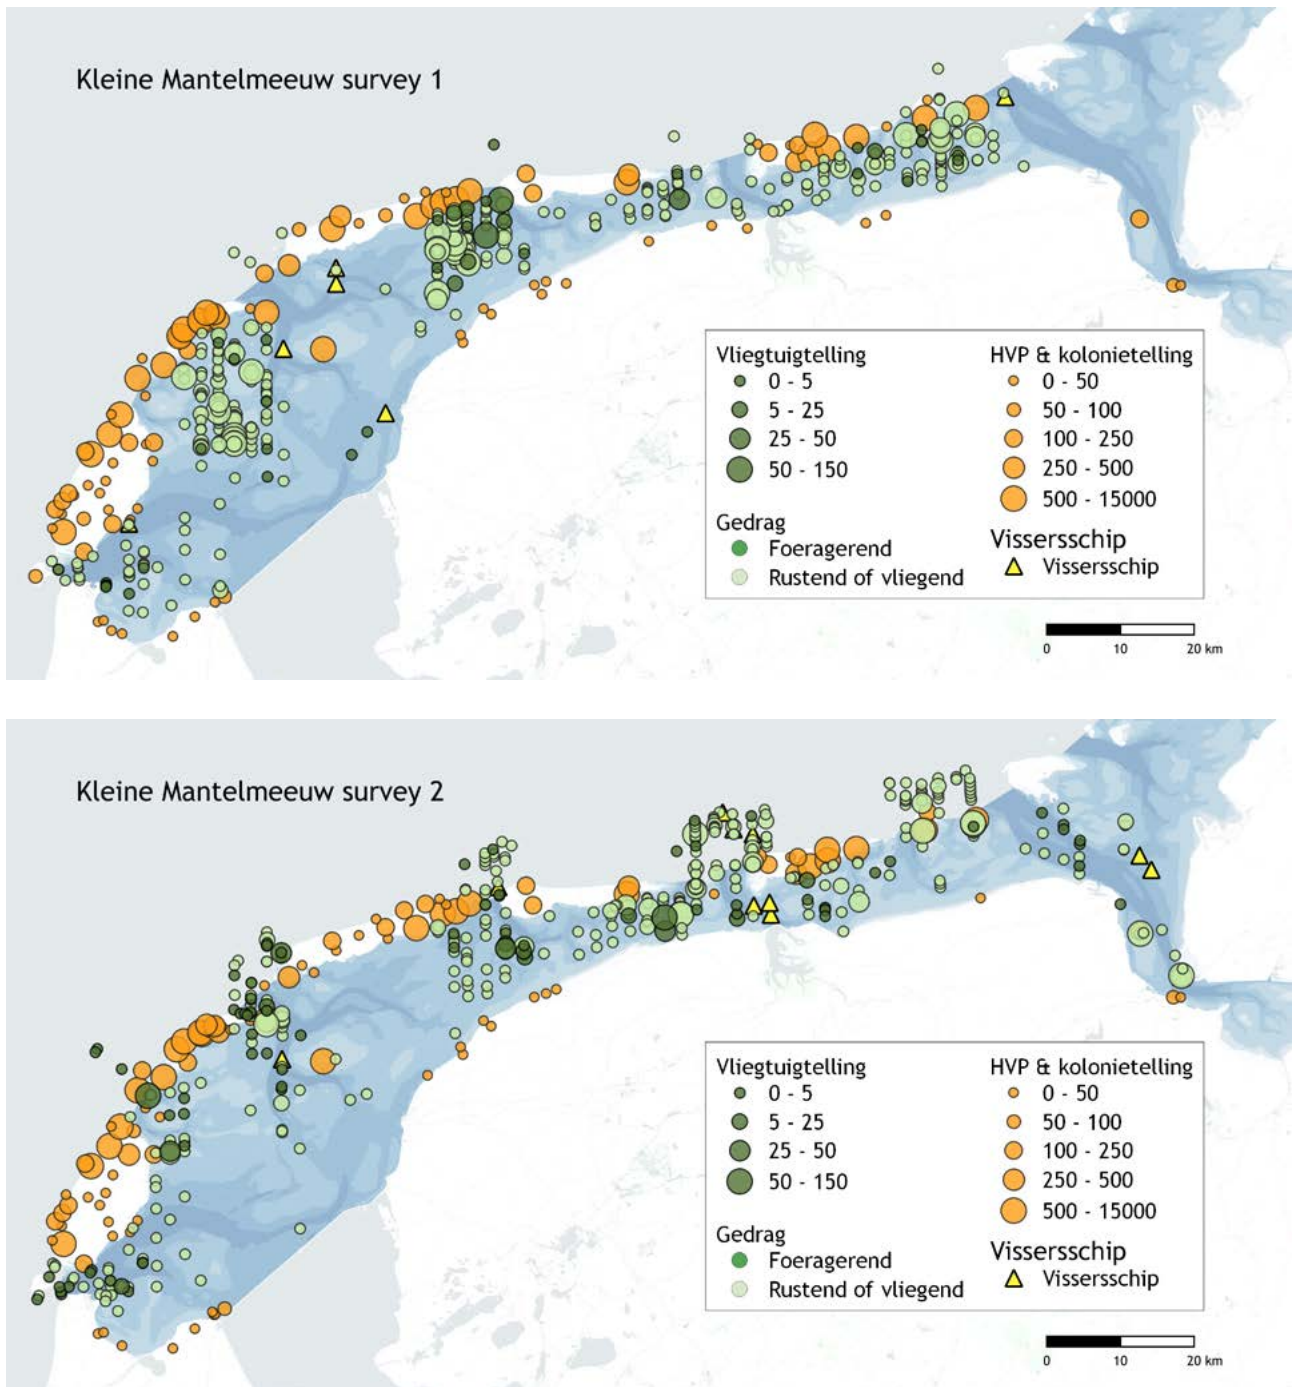 Kleine Mantelmeeuw survey 1
Vliegtuigtelling
0 - 5
5 - 25
25 - 50
50 - 150
Gedrag
Foeragerend
Rustend of vliegend
HVP & kolonietelling
0 - 50
50 - 100
100 - 250
250 - 500
500 - 15000
Vissersschip
Vissersschip
0 10 20 km
Kleine Mantelmeeuw survey 2
Vliegtuigtelling
0 - 5
5 - 25
25 - 50
50 - 150
Gedrag
Foeragerend
Rustend of vliegend
HVP & kolonietelling
0 - 50
50 - 100
100 - 250
250 - 500
500 - 15000
Vissersschip
Vissersschip
0 10 20 km